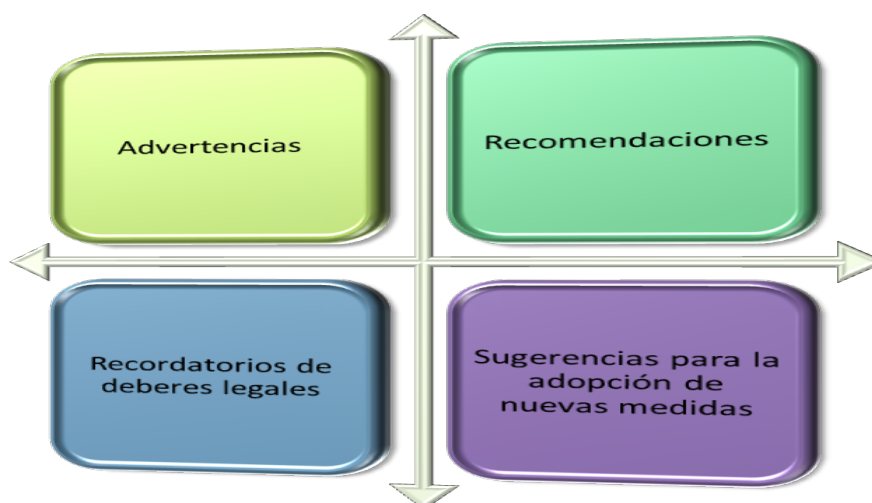 Advertencias
Recomendaciones
Recordatorios de
deberes legales
Sugerencias para la
adopción de
nuevas medidas